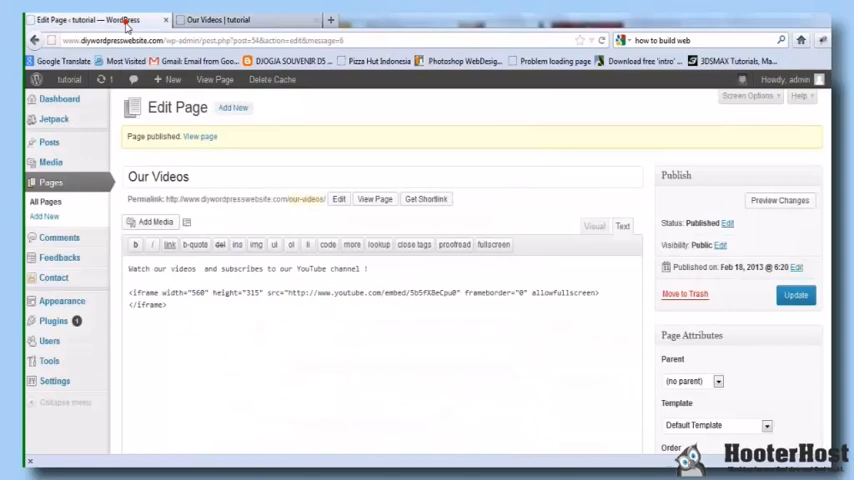 Edit Page ‹ tutorial — WordPress
Our Videos | tutorial
www.diywordpresswebsite.com/wp-admin/post.php?post=54&action=edit&message=6
how to build web
Google Translate
Most Visited
Gmail: Email from Goo...
DJOGJA SOUVENIR D5...
Pizza Hut Indonesia
Photoshop WebDesig...
Problem loading page
Download free 'intro' ...
3DSMAX Tutorials, Ma...
tutorial
1
+ New
View Page
Delete Cache
Howdy, admin
Screen Options
Help
Dashboard
Jetpack
Posts
Media
Pages
All Pages
Add New
Comments
Feedbacks
Contact
Appearance
Plugins 1
Users
Tools
Settings
Collapse menu
Edit Page
Add New
Page published. View page
Our Videos
Permalink: http://www.diywordpresswebsite.com/our-videos/
Edit
View Page
Get Shortlink
Add Media
Visual
Text
b
i
link
b-quote
del
ins
img
ul
ol
li
code
more
lookup
close tags
proofread
fullscreen
Watch our videos and subscribes to our YouTube channel !
<iframe width="560" height="315" src="http://www.youtube.com/embed/5b5fX8eCpu0" frameborder="0" allowfullscreen>
</iframe>
Publish
Preview Changes
Status: Published Edit
Visibility: Public Edit
Published on: Feb 18, 2013 @ 6:20 Edit
Move to Trash
Update
Page Attributes
Parent
(no parent)
Template
Default Template
Order
HooterHost